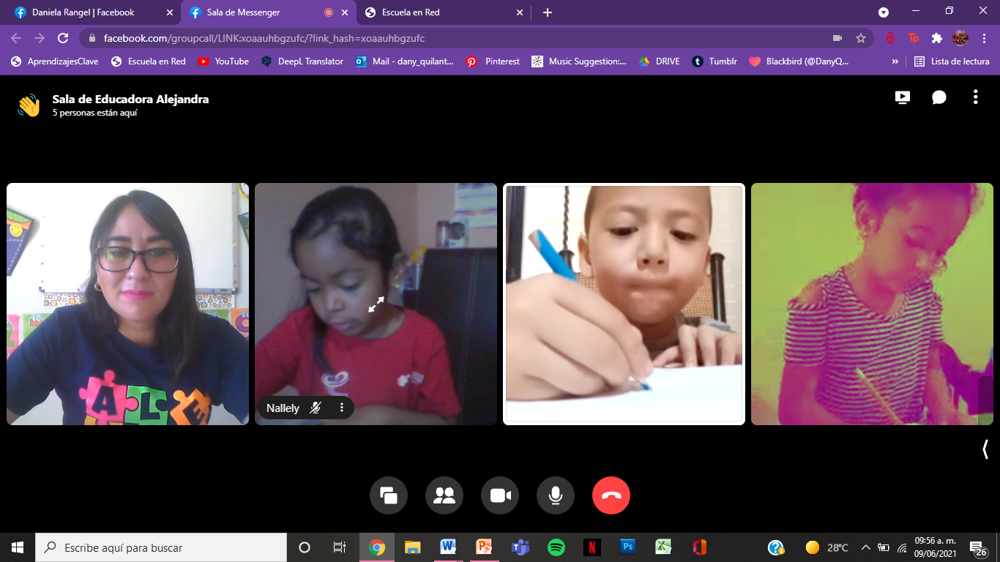 Daniela Rangel | Facebook
Sala de Messenger
Escuela en Red
facebook.com/groupcall/LINK:xoaauhbgzufc/?link_hash=xoaauhbgzufc
Tp
AprendizajesClave
Escuela en Red
YouTube
DeepL Translator
Mail - dany_quilant...
Pinterest
Music Suggestion:...
DRIVE
Tumblr
Blackbird (@DanyQ...
»
Lista de lectura
Sala de Educadora Alejandra
5 personas están aquí
A L E
Nallely
Escribe aquí para buscar
28°C
09:56 a. m.
09/06/2021
26